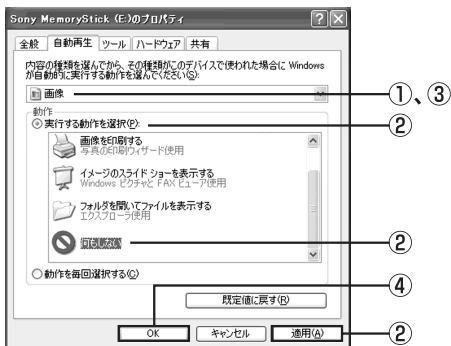 Sony MemoryStick (E:)のプロパティ
全般 自動再生 ツール ハードウェア 共有
内容の種類を選んでから、その種類がこのデバイスで使われた場合に Windows
が自動的に実行する動作を選んでください(S):
画像
①、③
動作
実行する動作を選択(P):
②
画像を印刷する
写真の印刷ウィザード使用
イメージのスライド ショーを表示する
Windows ピクチャと FAX ビューア使用
フォルダを開いてファイルを表示する
エクスプローラ使用
何もしない
②
動作を毎回選択する(C)
④
既定値に戻す(R)
OK キャンセル 適用(A)
②